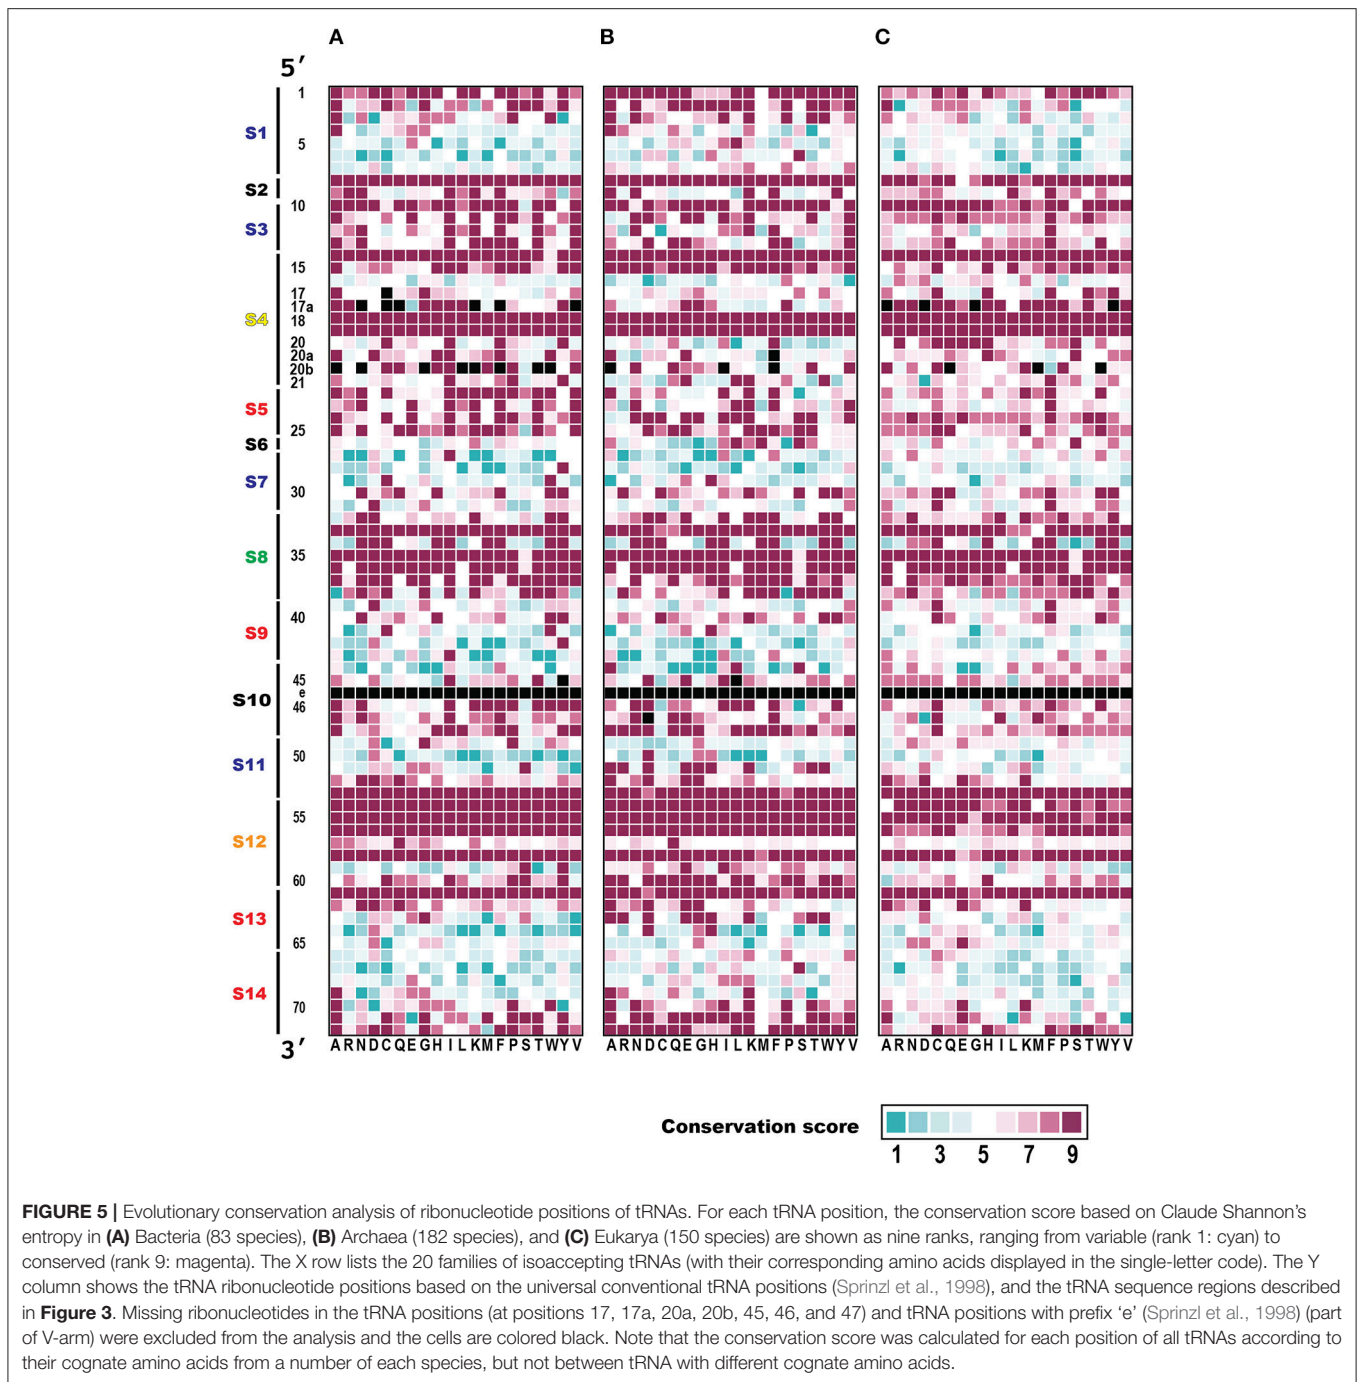 A B C
5′
1
S1
5
S2
10
S3
15
17
17a
S4
18
20
20a
20b
21
S5
25
S6
S7
30
S8
35
40
S9
45
e
S10
46
50
S11
55
S12
60
S13
65
S14
70
3′
A R N D C Q E G H I L K M F P S T W Y V A R N D C Q E G H I L K M F P S T W Y V A R N D C Q E G H I L K M F P S T W Y V
Conservation score
1 3 5 7 9
FIGURE 5 | Evolutionary conservation analysis of ribonucleotide positions of tRNAs. For each tRNA position, the conservation score based on Claude Shannon's
entropy in (A) Bacteria (83 species), (B) Archaea (182 species), and (C) Eukarya (150 species) are shown as nine ranks, ranging from variable (rank 1: cyan) to
conserved (rank 9: magenta). The X row lists the 20 families of isoaccepting tRNAs (with their corresponding amino acids displayed in the single-letter code). The Y
column shows the tRNA ribonucleotide positions based on the universal conventional tRNA positions (Sprinzl et al., 1998), and the tRNA sequence regions described
in Figure 3. Missing ribonucleotides in the tRNA positions (at positions 17, 17a, 20a, 20b, 45, 46, and 47) and tRNA positions with prefix 'e' (Sprinzl et al., 1998) (part
of V-arm) were excluded from the analysis and the cells are colored black. Note that the conservation score was calculated for each position of all tRNAs according to
their cognate amino acids from a number of each species, but not between tRNA with different cognate amino acids.